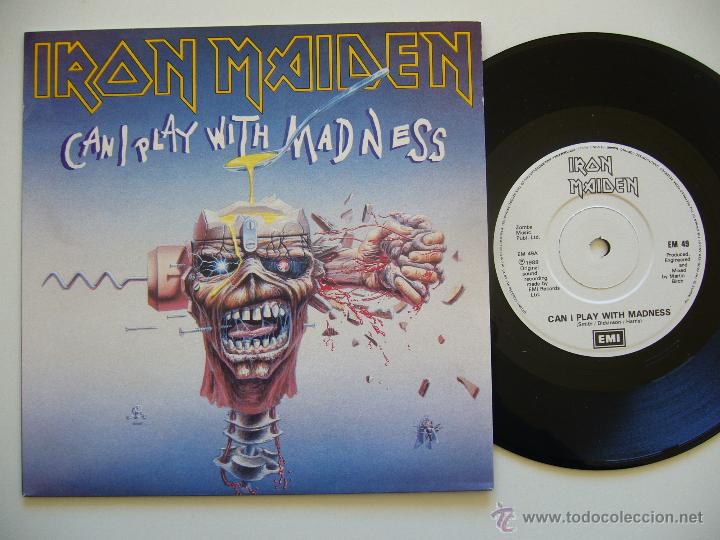 IRON MAIDEN
CAN I PLAY WITH MADNESS
IRON
MAIDEN
Zomba
Music
Publ. Ltd.
EM 49A
℗ 1988
Original
sound
recording
made by
EMI Records
Ltd.
EM 49
Produced,
Engineered
and
Mixed
by Martin
Birch
CAN I PLAY WITH MADNESS
(Smith / Dickinson / Harris)
EMI
© todocoleccion.net
www.todocoleccion.net